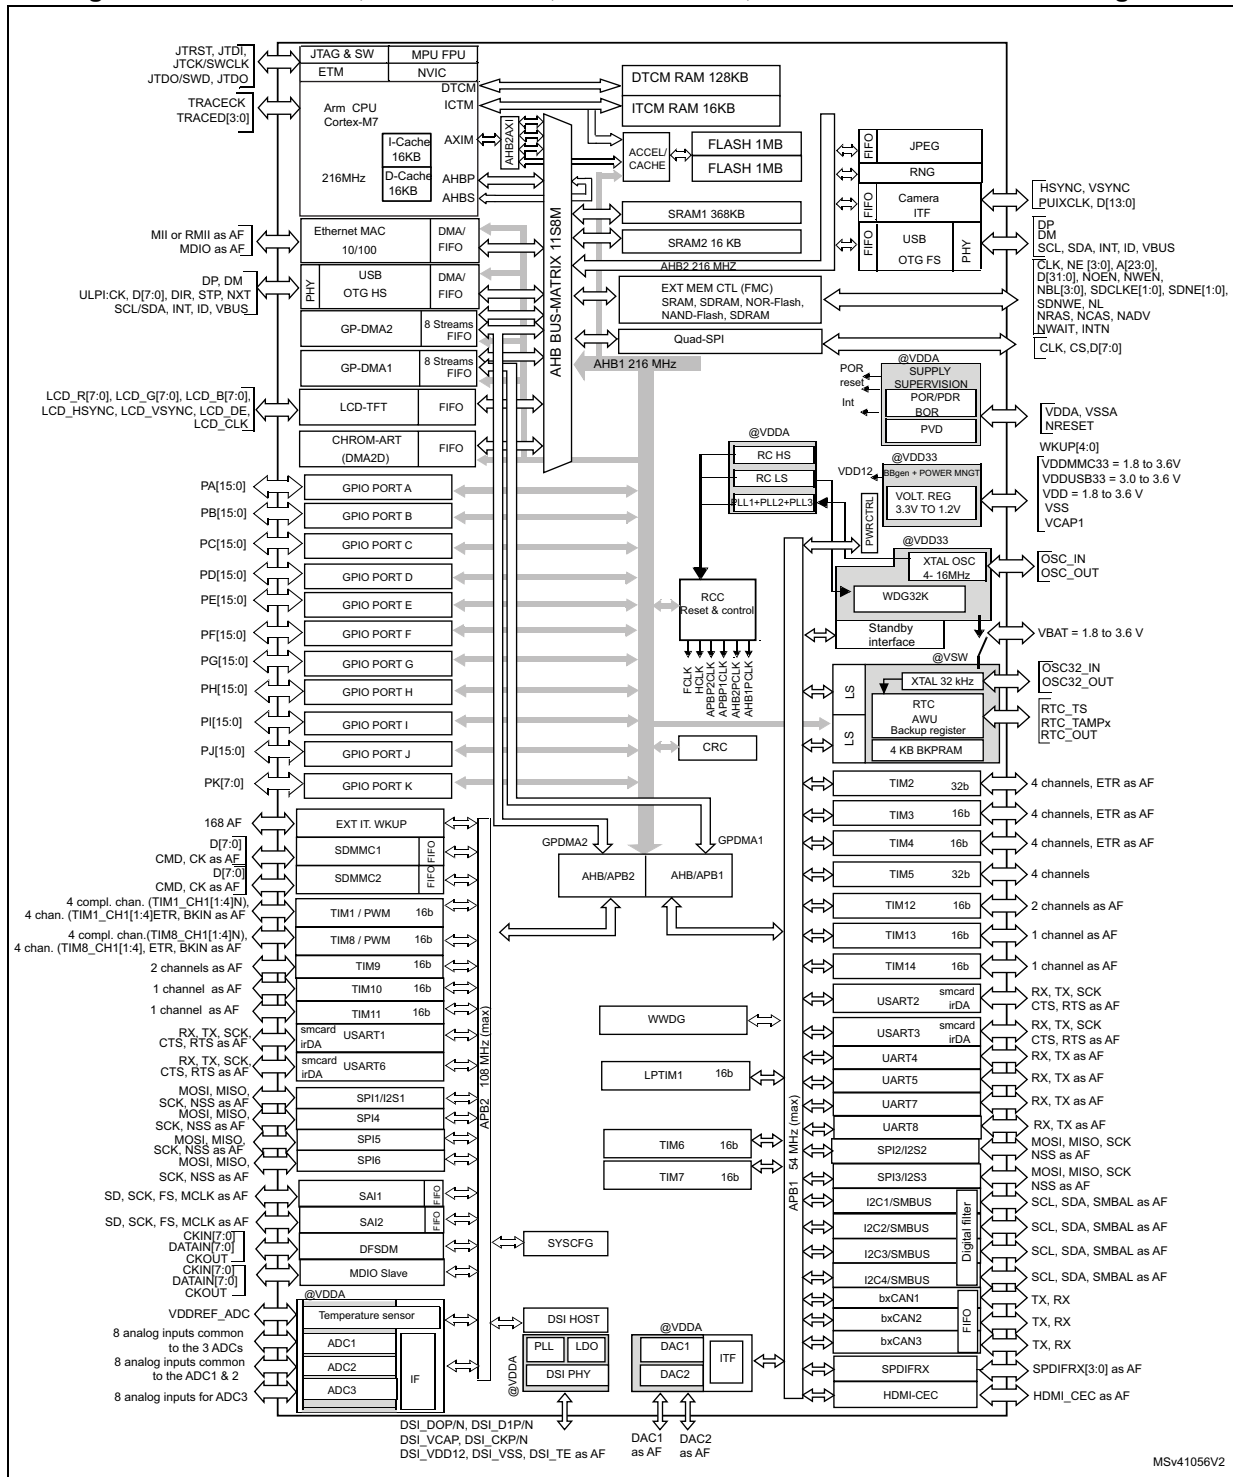 JTRST, JTDI,
JTCK/SWCLK
JTDO/SWD, JTDO
TRACECK
TRACED[3:0]
JTAG & SW
MPU FPU
ETM
NVIC
DTCM
ICTM
Arm CPU
Cortex-M7
AXIM
I-Cache
16KB
216MHz
D-Cache
16KB
AHBP
AHBS
AHB2AXI
AHB BUS-MATRIX 11S8M
DTCM RAM 128KB
ITCM RAM 16KB
ACCEL/
CACHE
FLASH 1MB
FLASH 1MB
SRAM1 368KB
SRAM2 16 KB
AHB2 216 MHZ
EXT MEM CTL (FMC)
SRAM, SDRAM, NOR-Flash,
NAND-Flash, SDRAM
Quad-SPI
AHB1 216 MHz
FIFO
JPEG
RNG
FIFO
Camera
ITF
FIFO
USB
OTG FS
PHY
HSYNC, VSYNC
PUIXCLK, D[13:0]
DP
DM
SCL, SDA, INT, ID, VBUS
CLK, NE [3:0], A[23:0],
D[31:0], NOEN, NWEN,
NBL[3:0], SDCLKE[1:0], SDNE[1:0],
SDNWE, NL
NRAS, NCAS, NADV
NWAIT, INTN
CLK, CS,D[7:0]
MII or RMII as AF
MDIO as AF
Ethernet MAC
10/100
DMA/
FIFO
DP, DM
ULPI:CK, D[7:0], DIR, STP, NXT
SCL/SDA, INT, ID, VBUS
PHY
USB
OTG HS
DMA/
FIFO
GP-DMA2
8 Streams
FIFO
GP-DMA1
8 Streams
FIFO
LCD_R[7:0], LCD_G[7:0], LCD_B[7:0],
LCD_HSYNC, LCD_VSYNC, LCD_DE,
LCD_CLK
LCD-TFT
FIFO
CHROM-ART
(DMA2D)
FIFO
@VDDA
POR
reset
Int
SUPPLY
SUPERVISION
POR/PDR
BOR
PVD
VDDA, VSSA
NRESET
WKUP[4:0]
@VDDA
RC HS
RC LS
PLL1+PLL2+PLL3
@VDD33
VDD12
BBgen + POWER MNGT
VOLT. REG
3.3V TO 1.2V
VDDMMC33 = 1.8 to 3.6V
VDDUSB33 = 3.0 to 3.6V
VDD = 1.8 to 3.6 V
VSS
VCAP1
PWRCTRL
@VDD33
XTAL OSC
4- 16MHz
WDG32K
OSC_IN
OSC_OUT
Standby
interface
VBAT = 1.8 to 3.6 V
@VSW
LS
LS
XTAL 32 kHz
RTC
AWU
Backup register
4 KB BKPRAM
OSC32_IN
OSC32_OUT
RTC_TS
RTC_TAMPx
RTC_OUT
RCC
Reset & control
FCLK
HCLK
APBP2CLK
APBP1CLK
AHB2PCLK
AHB1PCLK
CRC
PA[15:0]
GPIO PORT A
PB[15:0]
GPIO PORT B
PC[15:0]
GPIO PORT C
PD[15:0]
GPIO PORT D
PE[15:0]
GPIO PORT E
PF[15:0]
GPIO PORT F
PG[15:0]
GPIO PORT G
PH[15:0]
GPIO PORT H
PI[15:0]
GPIO PORT I
PJ[15:0]
GPIO PORT J
PK[7:0]
GPIO PORT K
GPDMA2
GPDMA1
AHB/APB2
AHB/APB1
168 AF
EXT IT. WKUP
D[7:0]
CMD, CK as AF
SDMMC1
FIFO
D[7:0]
CMD, CK as AF
SDMMC2
FIFO
4 compl. chan. (TIM1_CH1[1:4]N),
4 chan. (TIM1_CH1[1:4]ETR, BKIN as AF
TIM1 / PWM 16b
4 compl. chan.(TIM8_CH1[1:4]N),
4 chan. (TIM8_CH1[1:4], ETR, BKIN as AF
TIM8 / PWM 16b
2 channels as AF
TIM9 16b
1 channel as AF
TIM10 16b
1 channel as AF
TIM11 16b
RX, TX, SCK,
CTS, RTS as AF
smcard
irDA
USART1
RX, TX, SCK,
CTS, RTS as AF
smcard
irDA
USART6
MOSI, MISO,
SCK, NSS as AF
SPI1/I2S1
MOSI, MISO,
SCK, NSS as AF
SPI4
MOSI, MISO,
SCK, NSS as AF
SPI5
MOSI, MISO,
SCK, NSS as AF
SPI6
SD, SCK, FS, MCLK as AF
SAI1
FIFO
SD, SCK, FS, MCLK as AF
SAI2
FIFO
CKIN[7:0]
DATAIN[7:0]
CKOUT
DFSDM
CKIN[7:0]
DATAIN[7:0]
CKOUT
MDIO Slave
@VDDA
VDDREF_ADC
Temperature sensor
8 analog inputs common
to the 3 ADCs
ADC1
8 analog inputs common
to the ADC1 & 2
ADC2
8 analog inputs for ADC3
ADC3
IF
APB2 108 MHz (max)
SYSCFG
DSI HOST
@VDDA
PLL
LDO
DSI PHY
DSI_DOP/N, DSI_D1P/N
DSI_VCAP, DSI_CKP/N
DSI_VDD12, DSI_VSS, DSI_TE as AF
WWDG
LPTIM1 16b
TIM6 16b
TIM7 16b
@VDDA
DAC1
DAC2
ITF
DAC1
as AF
DAC2
as AF
APB1 54 MHz (max)
TIM2 32b
4 channels, ETR as AF
TIM3 16b
4 channels, ETR as AF
TIM4 16b
4 channels, ETR as AF
TIM5 32b
4 channels
TIM12 16b
2 channels as AF
TIM13 16b
1 channel as AF
TIM14 16b
1 channel as AF
USART2
smcard
irDA
RX, TX, SCK
CTS, RTS as AF
USART3
smcard
irDA
RX, TX, SCK
CTS, RTS as AF
UART4
RX, TX as AF
UART5
RX, TX as AF
UART7
RX, TX as AF
UART8
RX, TX as AF
SPI2/I2S2
MOSI, MISO, SCK
NSS as AF
SPI3/I2S3
MOSI, MISO, SCK
NSS as AF
I2C1/SMBUS
SCL, SDA, SMBAL as AF
I2C2/SMBUS
SCL, SDA, SMBAL as AF
I2C3/SMBUS
SCL, SDA, SMBAL as AF
I2C4/SMBUS
SCL, SDA, SMBAL as AF
Digital filter
bxCAN1
TX, RX
bxCAN2
TX, RX
bxCAN3
TX, RX
FIFO
SPDIFRX
SPDIFRX[3:0] as AF
HDMI-CEC
HDMI_CEC as AF
MSv41056V2